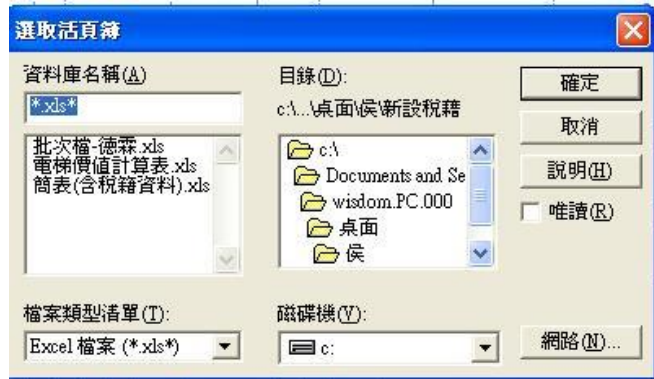 選取活頁簿
資料庫名稱(A)
*.xls*
批次檔-德霖.xls
電梯價值計算表.xls
簡表(含稅籍資料).xls
檔案類型清單(T):
Excel 檔案 (*.xls*)
目錄(D):
c:\...\桌面\侯\新設稅籍
c:\
Documents and Se
wisdom.PC.000
桌面
侯
磁碟機(V):
c:
確定
取消
說明(H)
唯讀(R)
網路(N)...